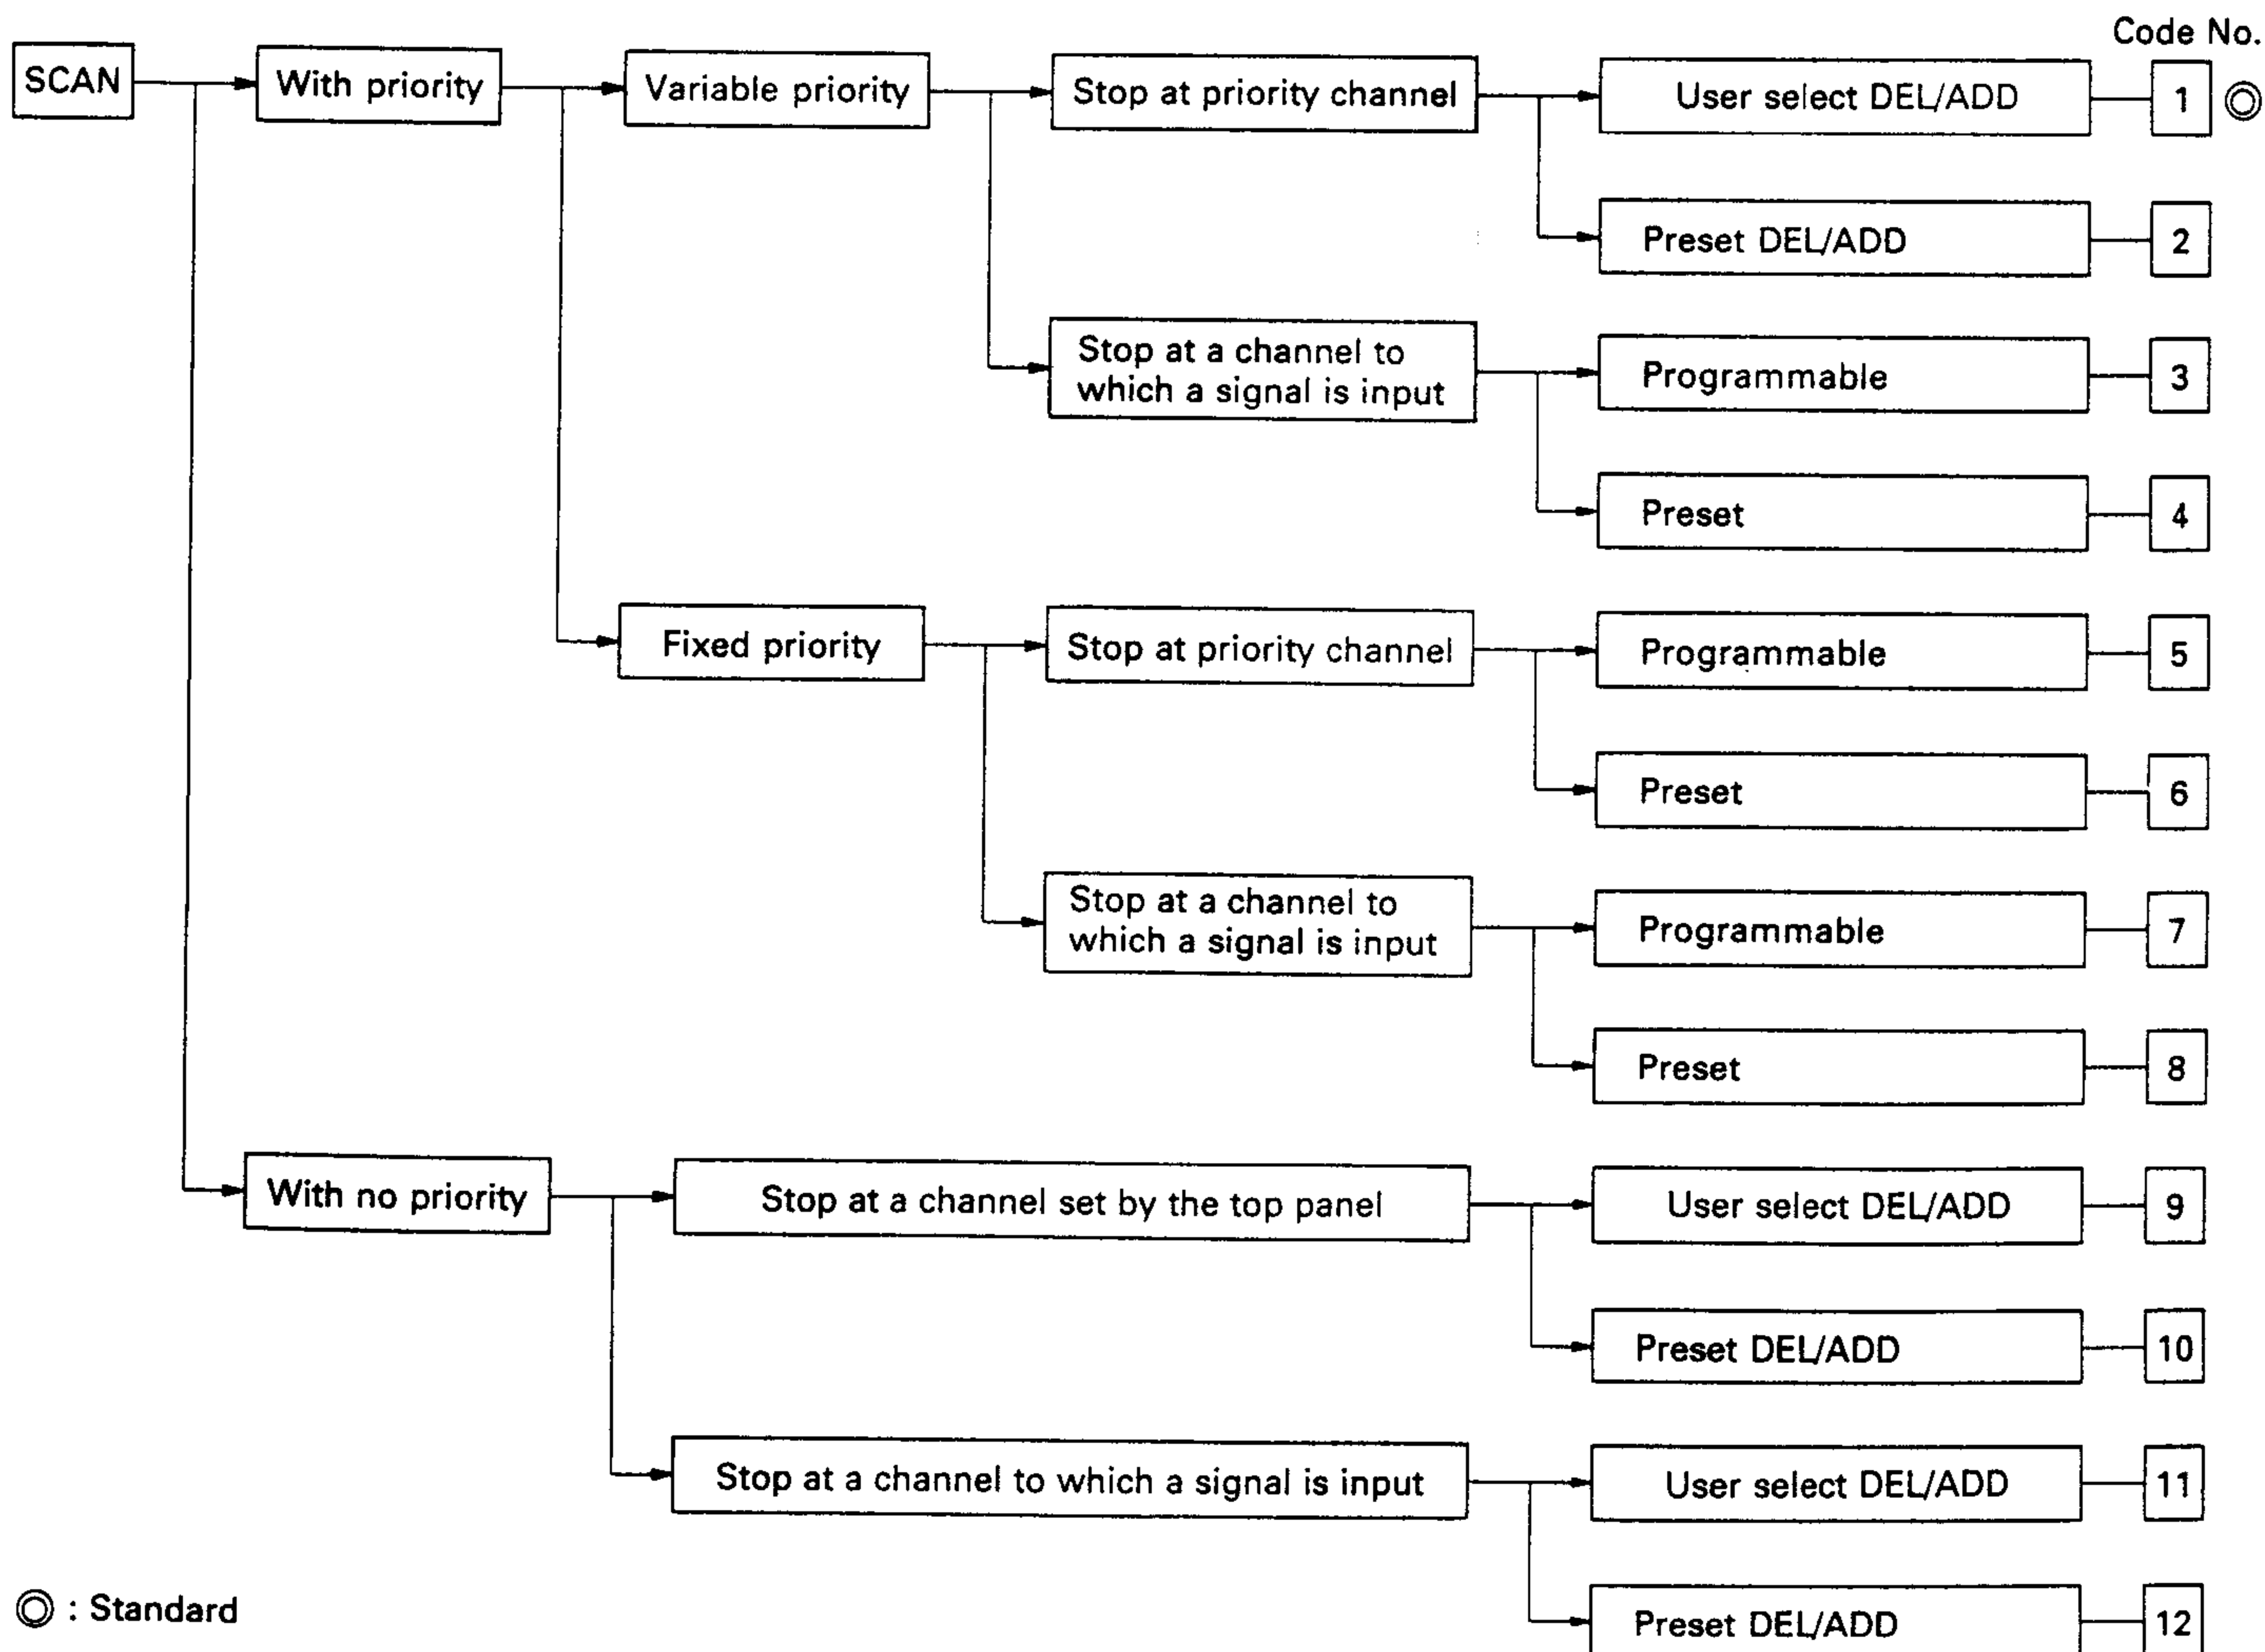 Code No.
SCAN
With priority
Variable priority
Stop at priority channel
User select DEL/ADD
1
Preset DEL/ADD
2
Stop at a channel to
which a signal is input
Programmable
3
Preset
4
Fixed priority
Stop at priority channel
Programmable
5
Preset
6
Stop at a channel to
which a signal is input
Programmable
7
Preset
8
With no priority
Stop at a channel set by the top panel
User select DEL/ADD
9
Preset DEL/ADD
10
Stop at a channel to which a signal is input
User select DEL/ADD
11
Preset DEL/ADD
12
◎ : Standard